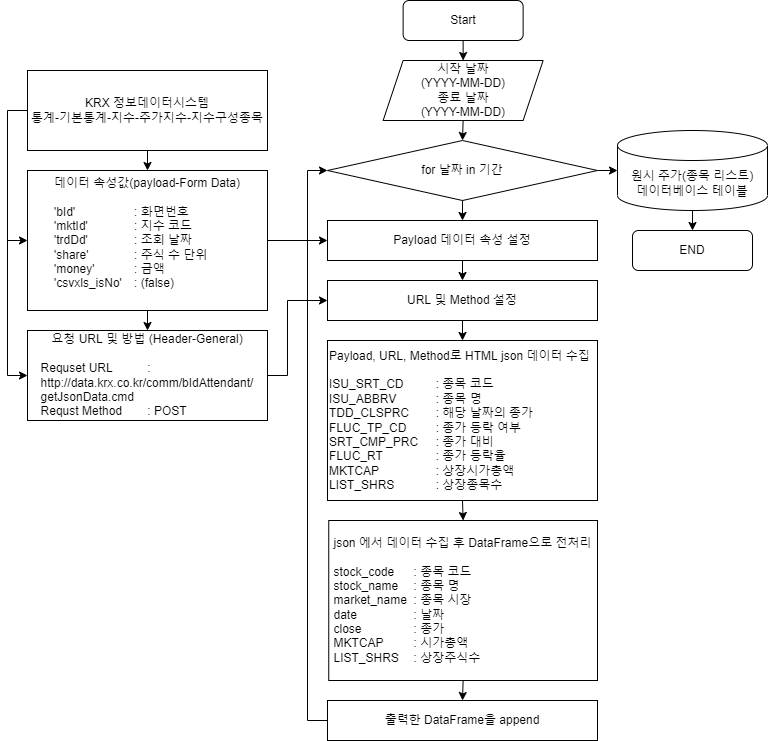 Start
시작 날짜
(YYYY-MM-DD)
종료 날짜
(YYYY-MM-DD)
KRX 정보데이터시스템
통계-기본통계-지수-주가지수-지수구성종목
데이터 속성값(payload-Form Data)
'bld' : 화면번호
'mktId' : 지수 코드
'trdDd' : 조회 날짜
'share' : 주식 수 단위
'money' : 금액
'csvxls_isNo' : (false)
요청 URL 및 방법 (Header-General)
Requset URL :
http://data.krx.co.kr/comm/bldAttendant/
getJsonData.cmd
Requst Method : POST
for 날짜 in 기간
원시 주가(종목 리스트)
데이터베이스 테이블
END
Payload 데이터 속성 설정
URL 및 Method 설정
Payload, URL, Method로 HTML json 데이터 수집
ISU_SRT_CD : 종목 코드
ISU_ABBRV : 종목 명
TDD_CLSPRC : 해당 날짜의 종가
FLUC_TP_CD : 종가 등락 여부
SRT_CMP_PRC : 종가 대비
FLUC_RT : 종가 등락율
MKTCAP : 상장시가총액
LIST_SHRS : 상장종목수
json 에서 데이터 수집 후 DataFrame으로 전처리
stock_code : 종목 코드
stock_name : 종목 명
market_name : 종목 시장
date : 날짜
close : 종가
MKTCAP : 시가총액
LIST_SHRS : 상장주식수
출력한 DataFrame을 append